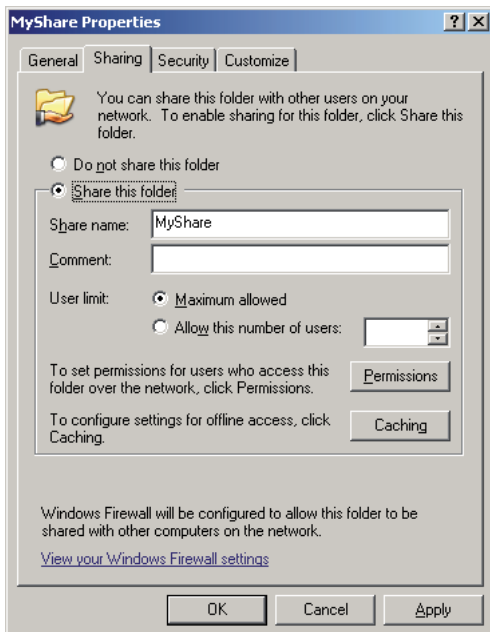 MyShare Properties
General Sharing Security Customize
You can share this folder with other users on your
network. To enable sharing for this folder, click Share this
folder.
Do not share this folder
Share this folder
Share name: MyShare
Comment:
User limit: Maximum allowed
Allow this number of users:
To set permissions for users who access this
folder over the network, click Permissions.
Permissions
To configure settings for offline access, click
Caching.
Caching
Windows Firewall will be configured to allow this folder to be
shared with other computers on the network.
View your Windows Firewall settings
OK Cancel Apply